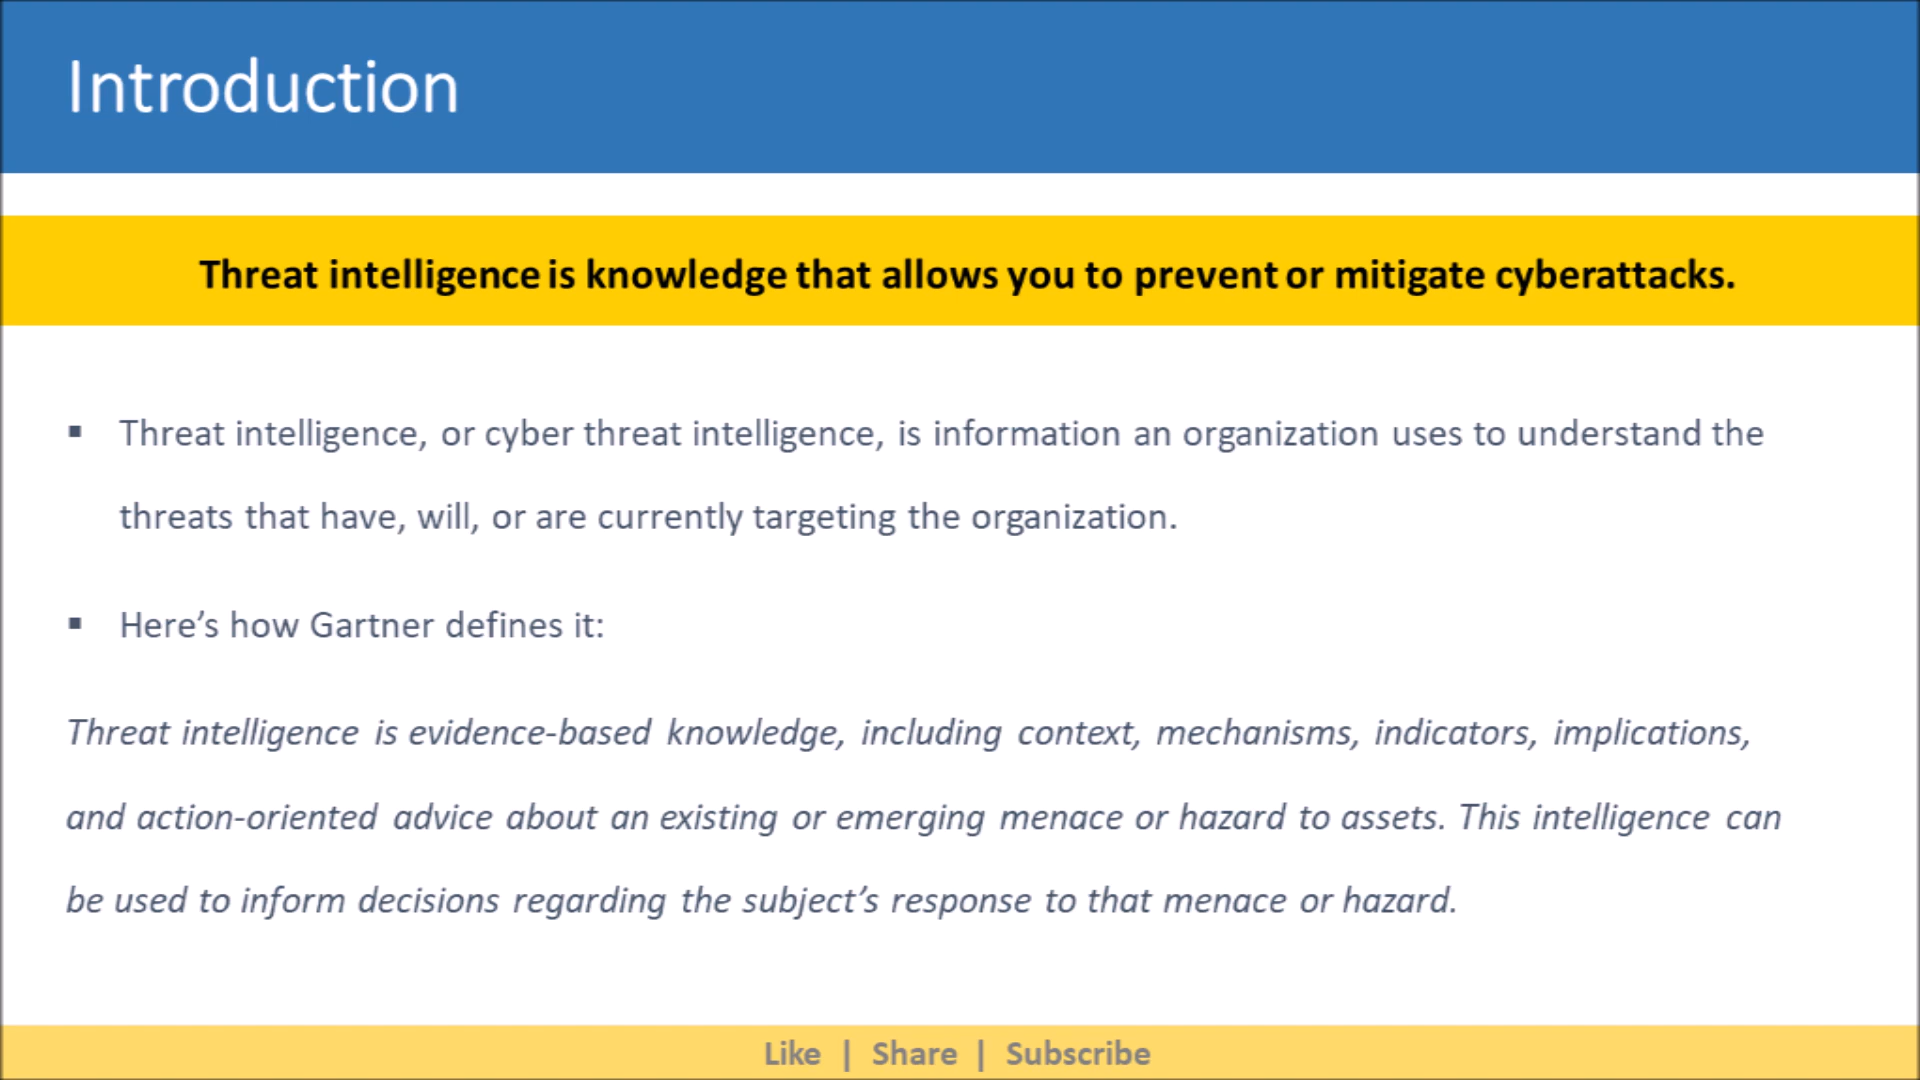 Introduction
Threat intelligence is knowledge that allows you to prevent or mitigate cyberattacks.
▪ Threat intelligence, or cyber threat intelligence, is information an organization uses to understand the
threats that have, will, or are currently targeting the organization.
▪ Here’s how Gartner defines it:
Threat intelligence is evidence-based knowledge, including context, mechanisms, indicators, implications,
and action-oriented advice about an existing or emerging menace or hazard to assets. This intelligence can
be used to inform decisions regarding the subject’s response to that menace or hazard.
Like | Share | Subscribe